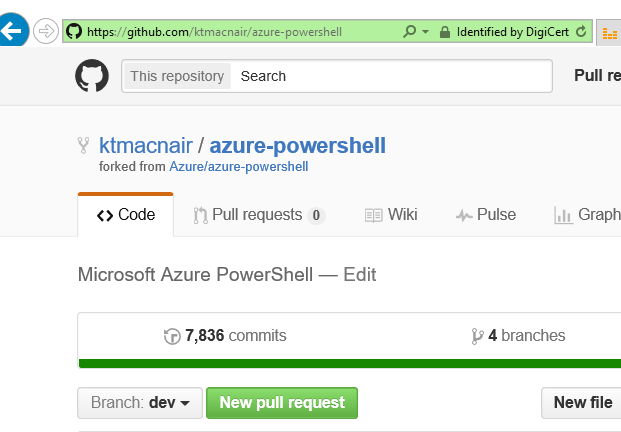 https://github.com/ktmacnair/azure-powershell Identified by DigiCert
This repository Search Pull re
ktmacnair / azure-powershell
forked from Azure/azure-powershell
Code Pull requests 0 Wiki Pulse Graph
Microsoft Azure PowerShell — Edit
7,836 commits 4 branches
Branch: dev New pull request New file